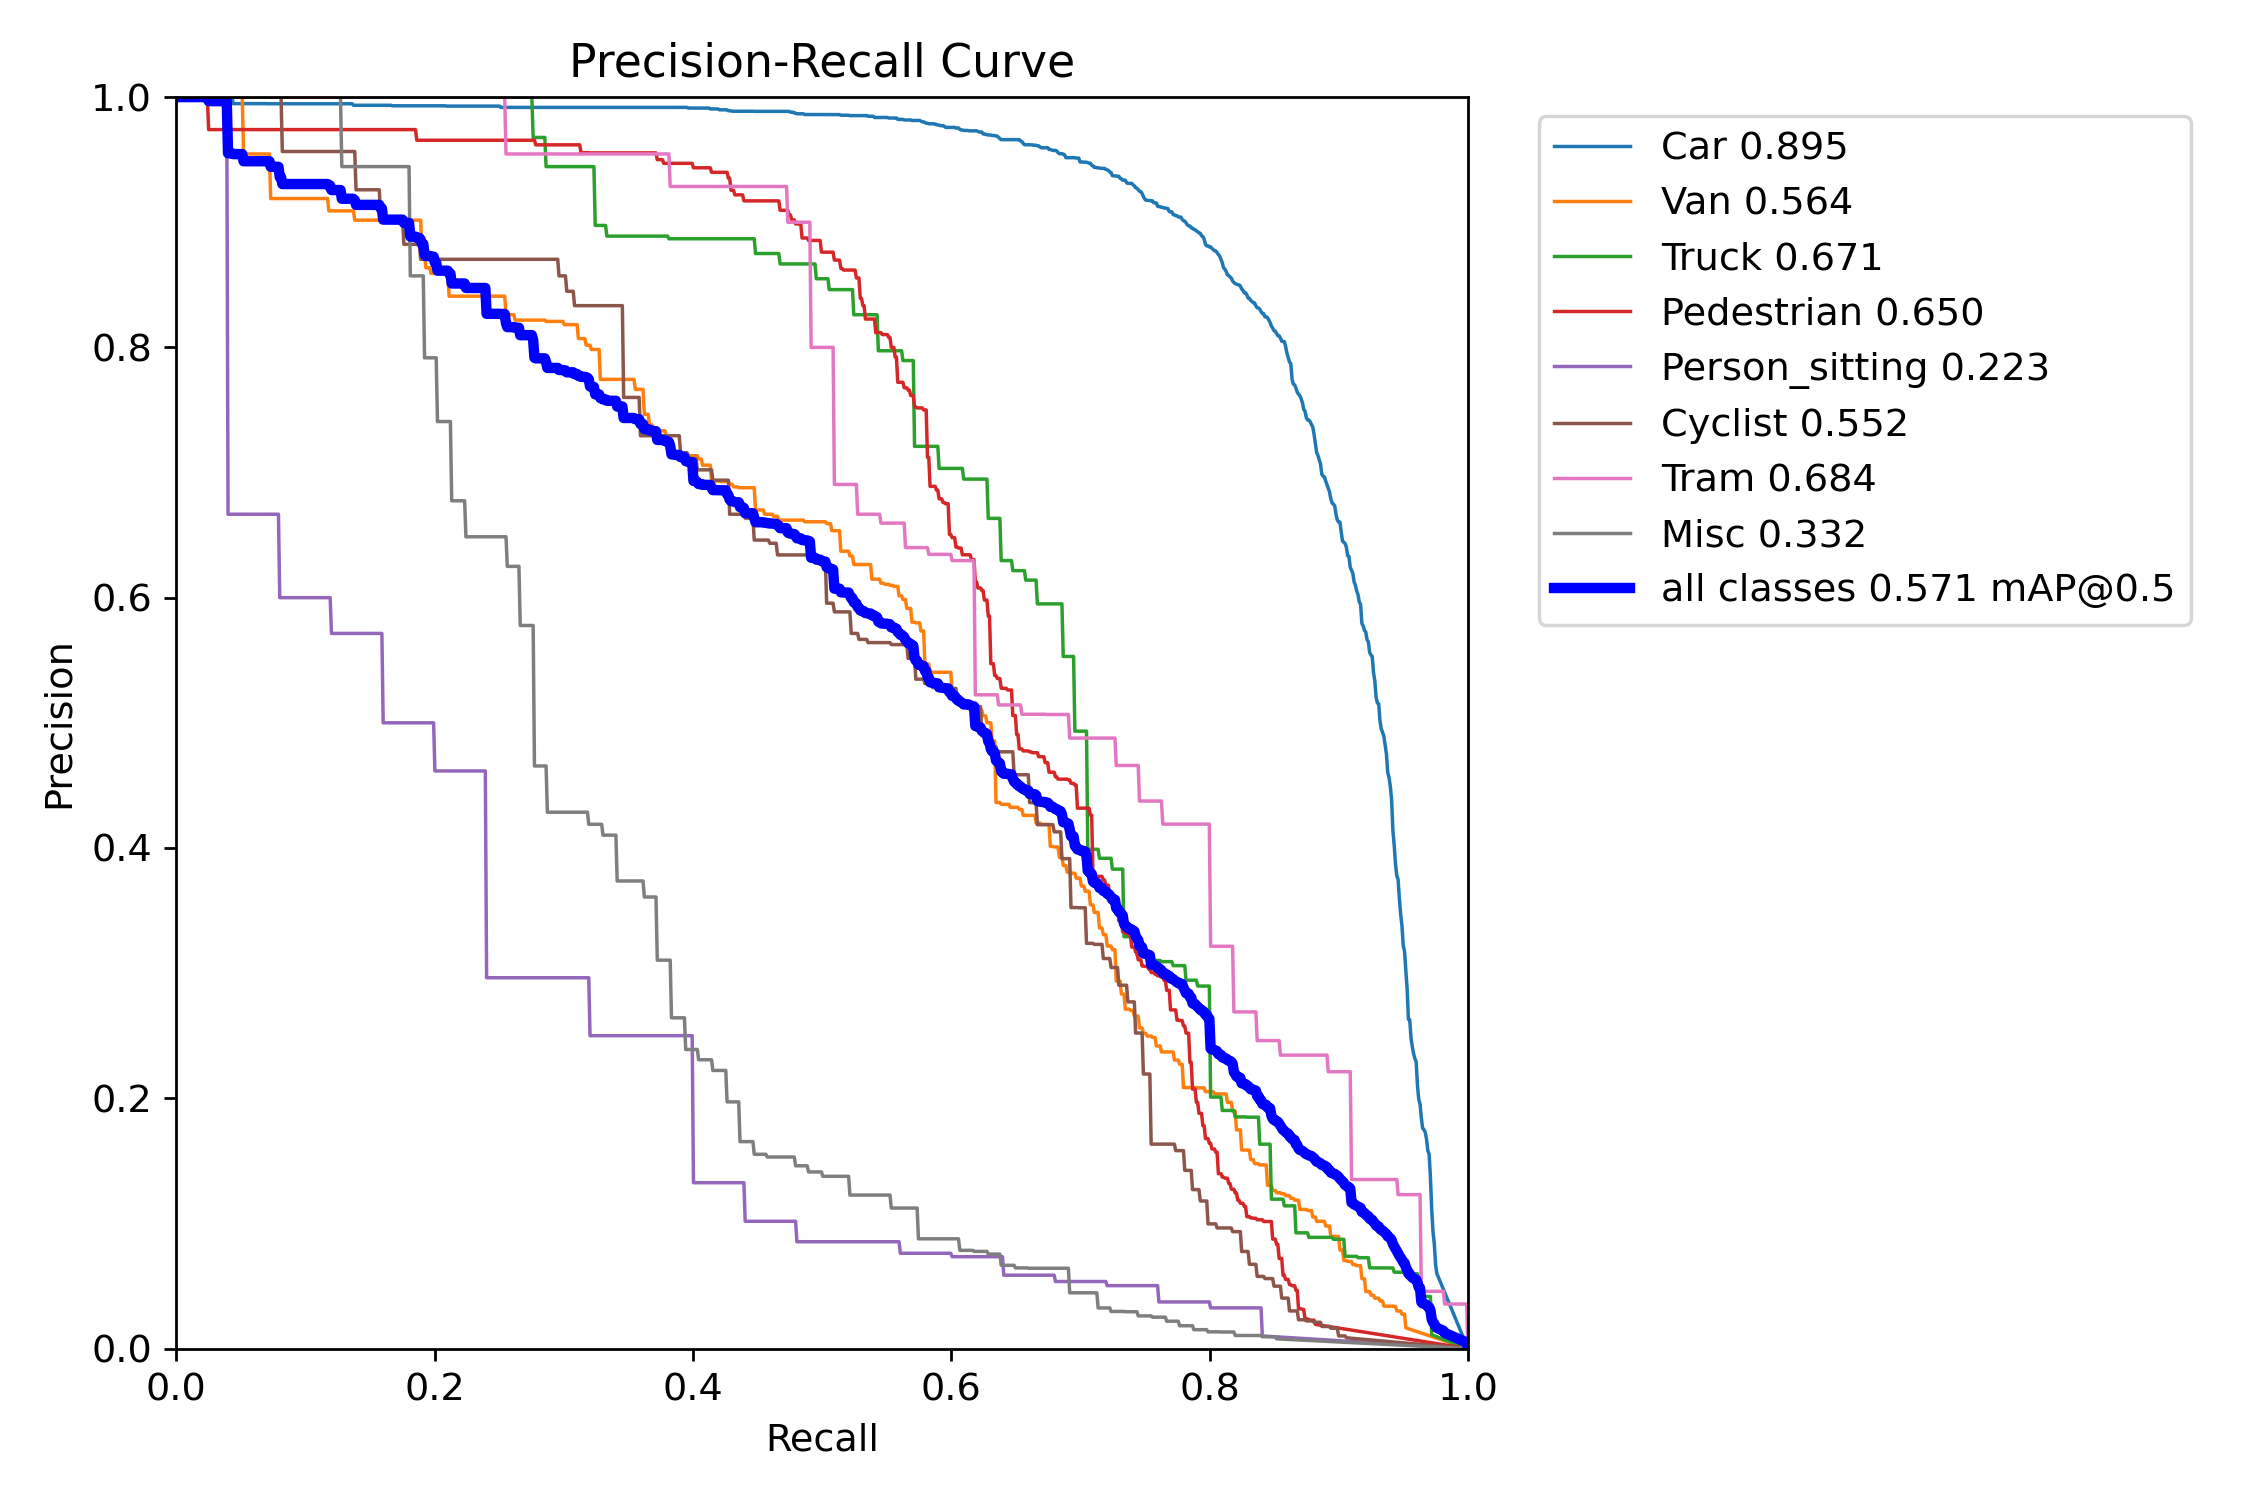 Precision-Recall Curve
1.0
0.8
0.6
0.4
0.2
0.0
Precision
0.0 0.2 0.4 0.6 0.8 1.0
Recall
Car 0.895
Van 0.564
Truck 0.671
Pedestrian 0.650
Person_sitting 0.223
Cyclist 0.552
Tram 0.684
Misc 0.332
all classes 0.571 mAP@0.5